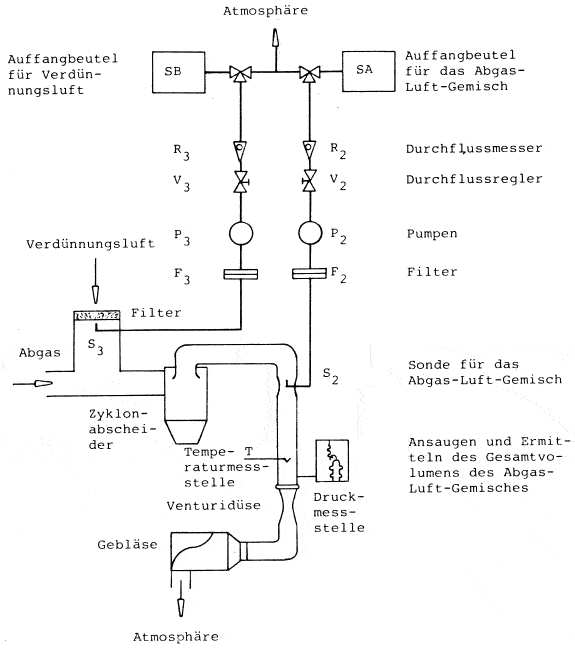 Atmosphäre
Auffangbeutel
für Verdün-
nungsluft
SB
SA
Auffangbeutel
für das Abgas-
Luft-Gemisch
R3
R2
Durchflussmesser
V3
V2
Durchflussregler
P3
P2
Pumpen
F3
F2
Filter
Verdünnungsluft
Filter
S3
Abgas
S2
Sonde für das
Abgas-Luft-Gemisch
Zyklon-
abschei-
der
Tempe-
raturmess-
stelle
T
Ansaugen und Ermit-
teln des Gesamtvo-
lumens des Abgas-
Luft-Gemisches
Venturidüse
Druck-
mess-
stelle
Gebläse
Atmosphäre